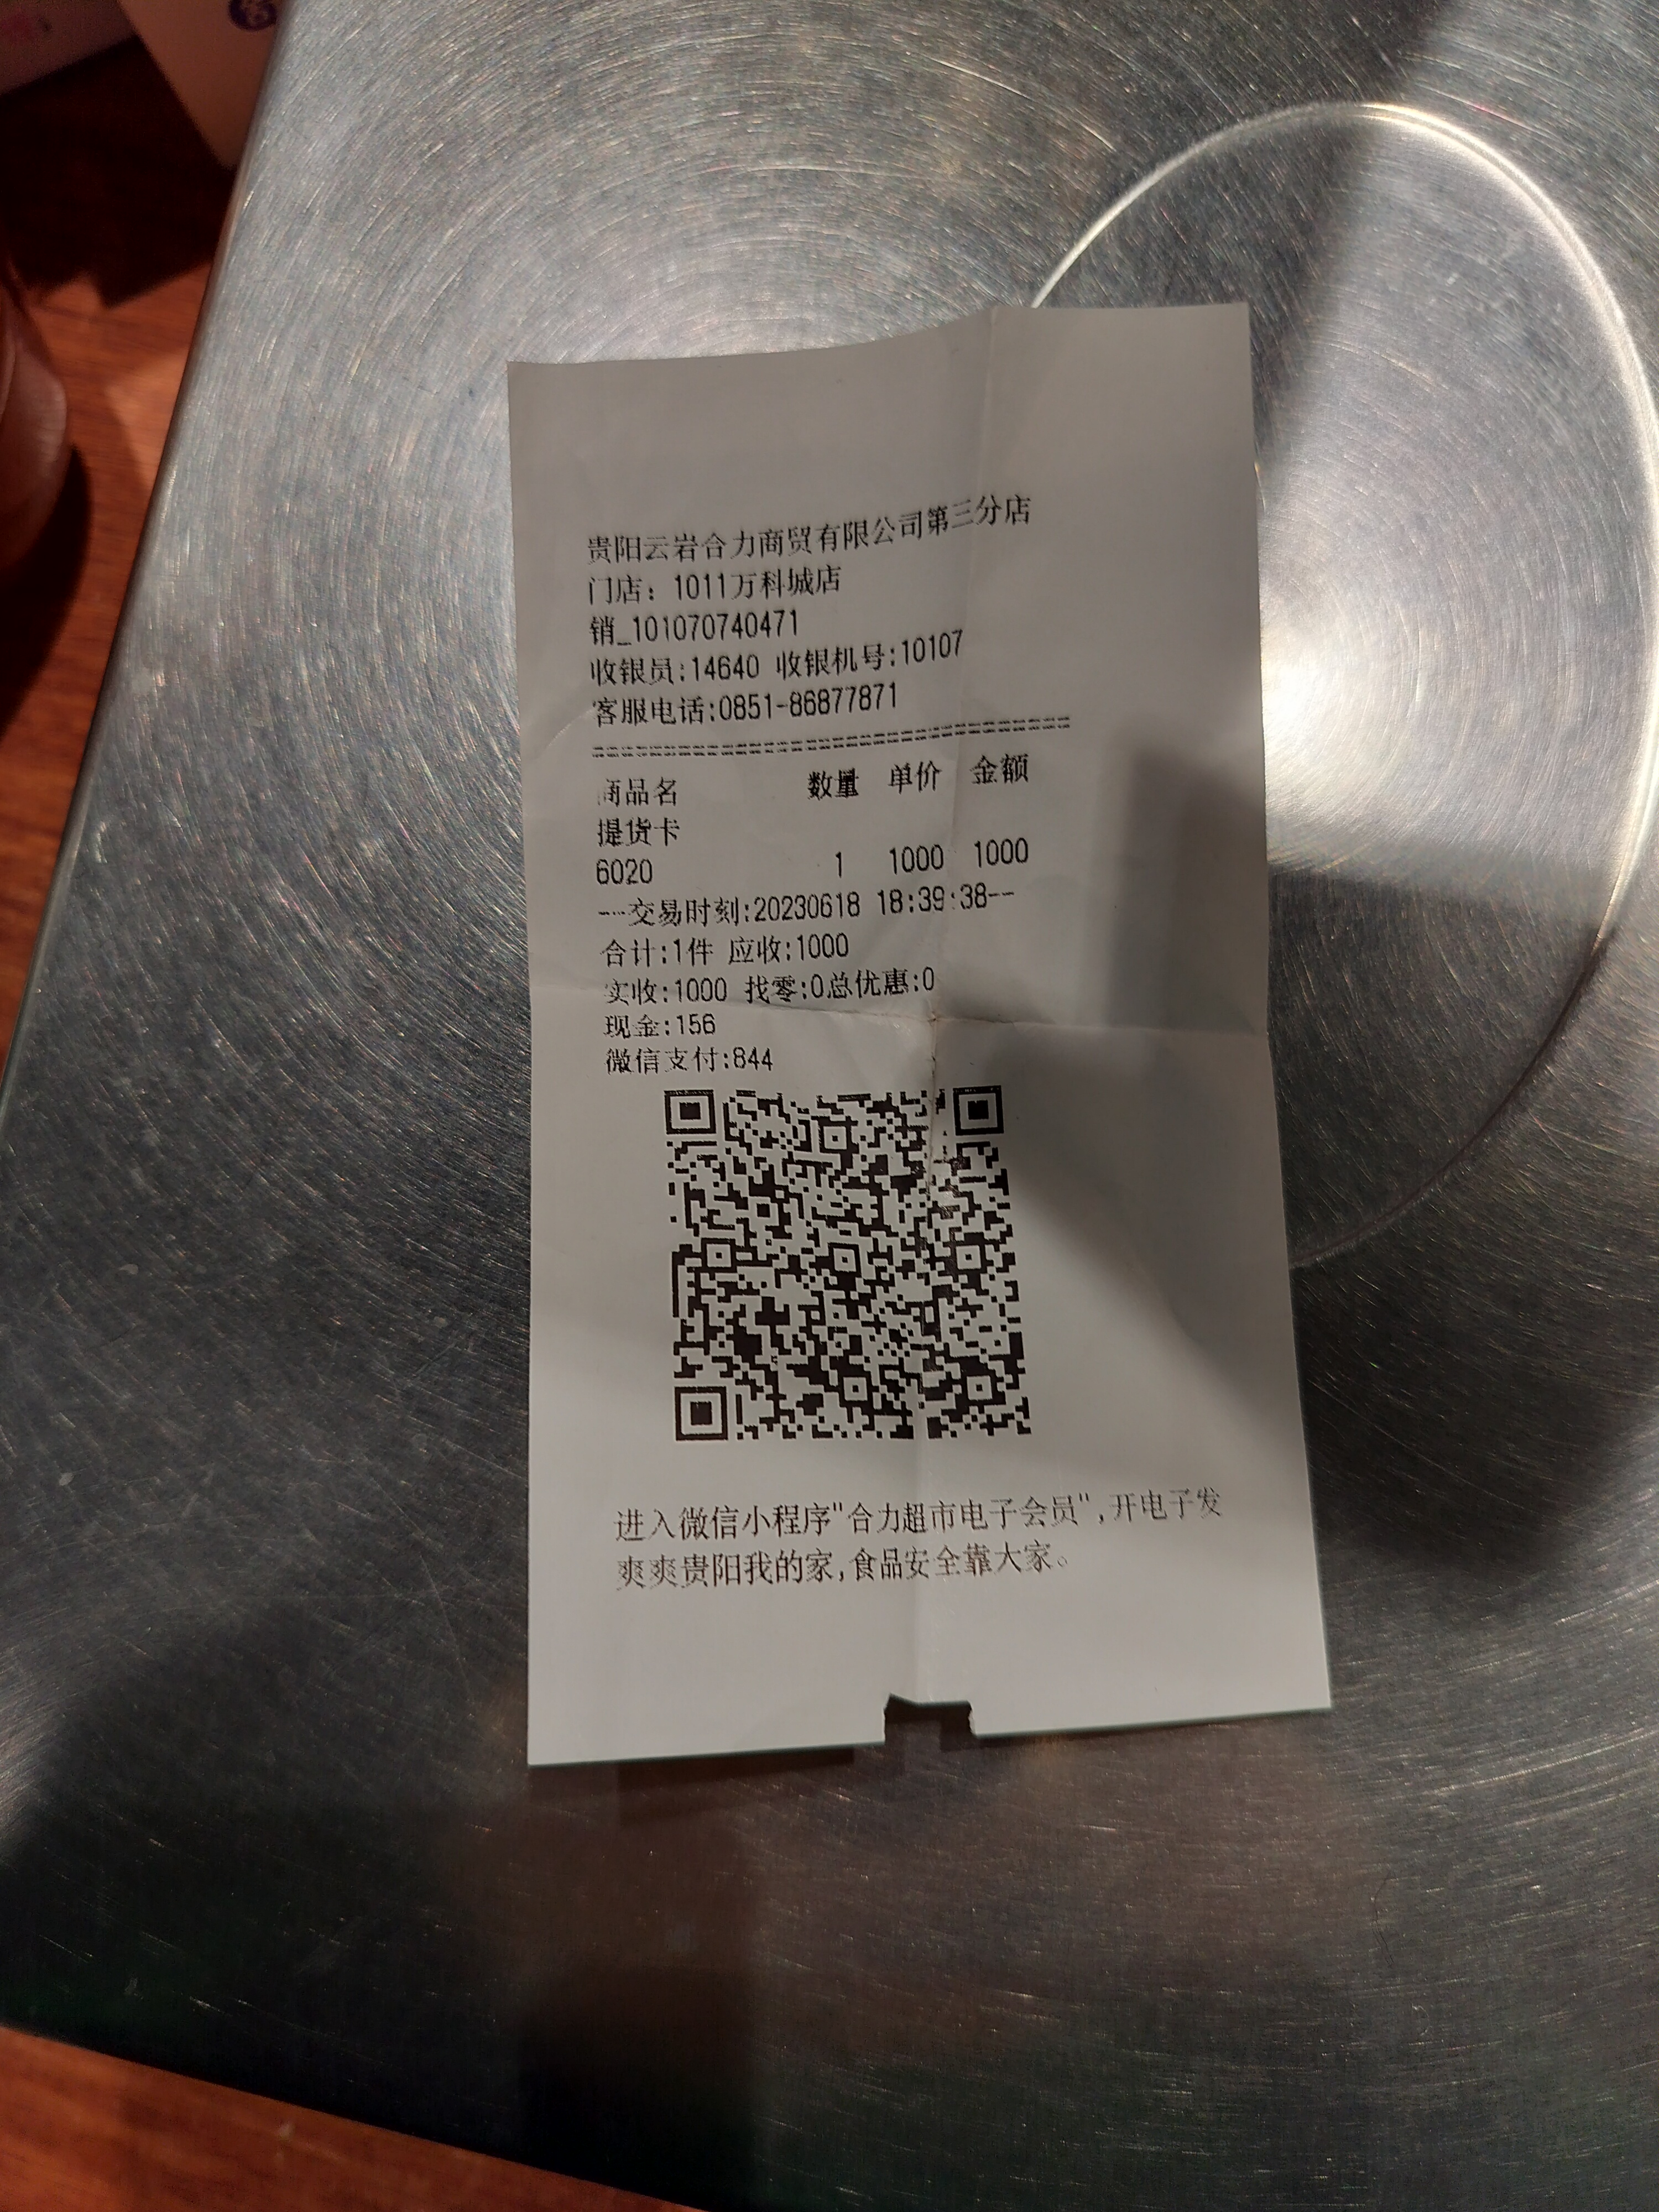 贵阳云岩合力商贸有限公司第三分店
门店：1011万科城店
销_101070740471
收银员:14640 收银机号:10107
客服电话:0851-86877871
商品名 数量 单价 金额
提货卡
6020 1 1000 1000
---交易时刻:20230618 18:39:38--
合计:1件 应收:1000
实收:1000 找零:0总优惠:0
现金:156
微信支付:844
进入微信小程序"合力超市电子会员",开电子发
爽爽贵阳我的家,食品安全靠大家。